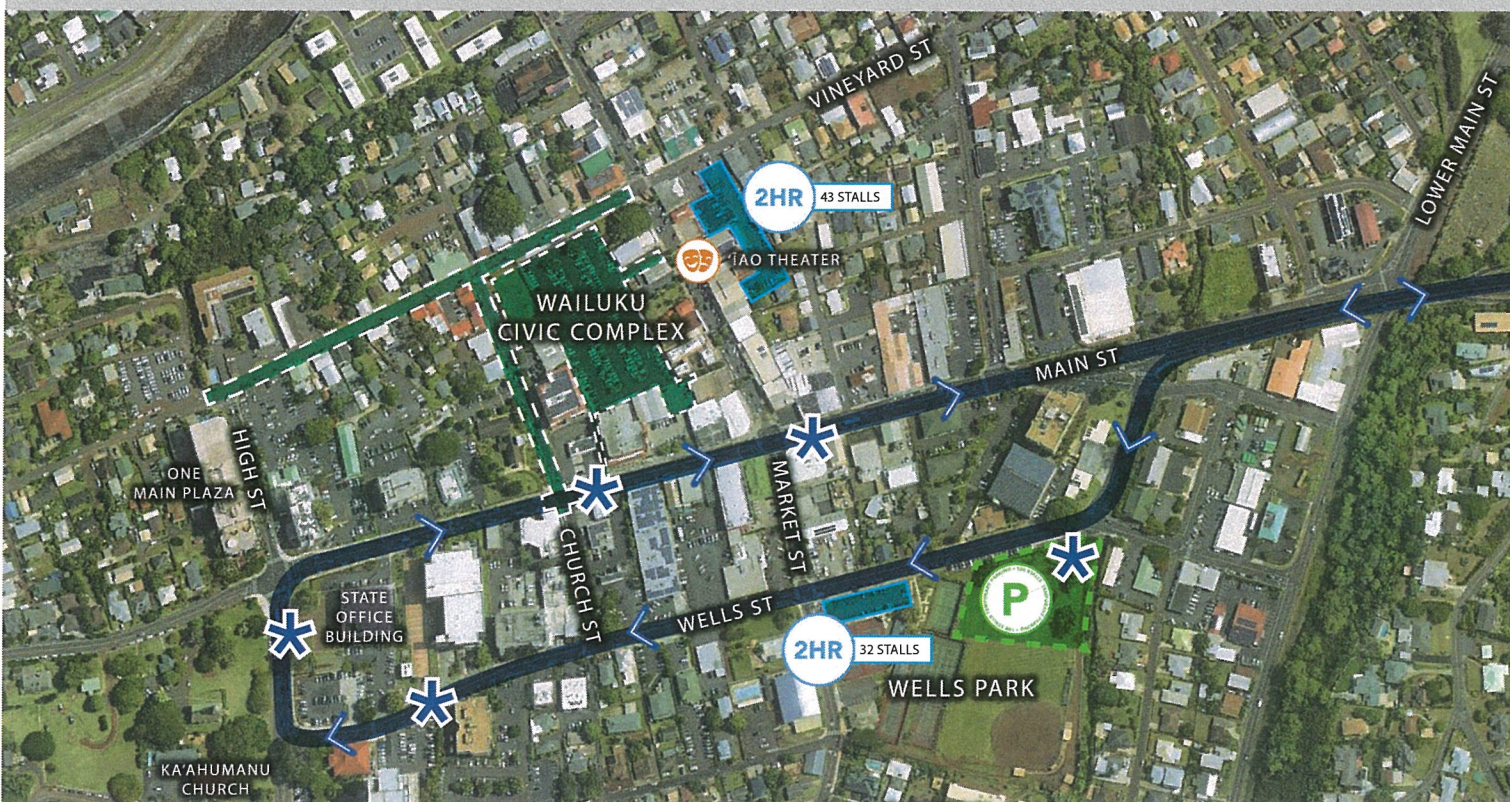 VINEYARD ST
LOWER MAIN ST
2HR
43 STALLS
ʻĪAO THEATER
WAILUKU
CIVIC COMPLEX
MAIN ST
HIGH ST
ONE
MAIN PLAZA
MARKET ST
CHURCH ST
STATE
OFFICE
BUILDING
WELLS ST
P
2HR
32 STALLS
WELLS PARK
KA'AHUMANU
CHURCH